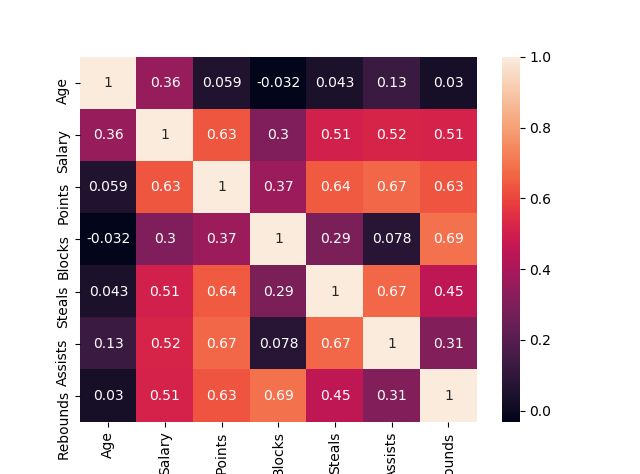 Age 1 0.36 0.059 -0.032 0.043 0.13 0.03
Salary 0.36 1 0.63 0.3 0.51 0.52 0.51
Points 0.059 0.63 1 0.37 0.64 0.67 0.63
Blocks -0.032 0.3 0.37 1 0.29 0.078 0.69
Steals 0.043 0.51 0.64 0.29 1 0.67 0.45
Assists 0.13 0.52 0.67 0.078 0.67 1 0.31
Rebounds 0.03 0.51 0.63 0.69 0.45 0.31 1
Age Salary Points Blocks Steals Assists ounds
1.0
0.8
0.6
0.4
0.2
0.0